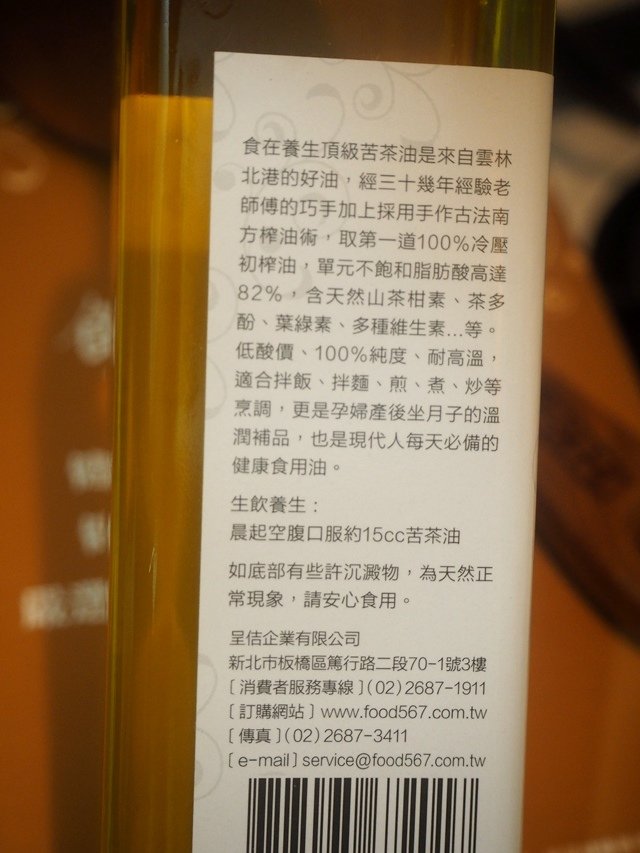 食在養生頂級苦茶油是來自雲林
北港的好油，經三十幾年經驗老
師傅的巧手加上採用手作古法南
方榨油術，取第一道100%冷壓
初榨油，單元不飽和脂肪酸高達
82%，含天然山茶柑素、茶多
酚、葉綠素、多種維生素...等。
低酸價、100%純度、耐高溫，
適合拌飯、拌麵、煎、煮、炒等
烹調，更是孕婦產後坐月子的溫
潤補品，也是現代人每天必備的
健康食用油。
生飲養生：
晨起空腹口服約15cc苦茶油
如底部有些許沉澱物，為天然正
常現象，請安心食用。
呈佶企業有限公司
新北市板橋區篤行路二段70-1號3樓
[ 消費者服務專線 ] (02) 2687-1911
[ 訂購網站 ] www.food567.com.tw
[ 傳真 ] (02) 2687-3411
[ e-mail ] service@food567.com.tw